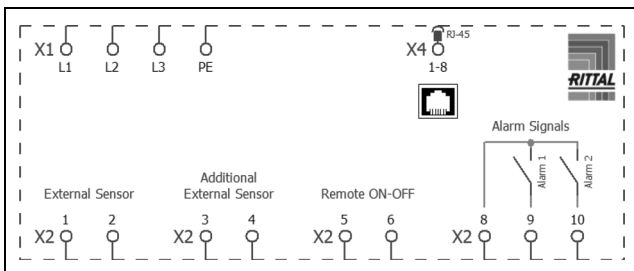 RJ-45
X1 X4
L1 L2 L3 PE 1-8
RITTAL
Alarm Signals
Alarm 1 Alarm 2
Additional
External Sensor External Sensor Remote ON-OFF
1 2 3 4 5 6 8 9 10
X2 X2 X2 X2